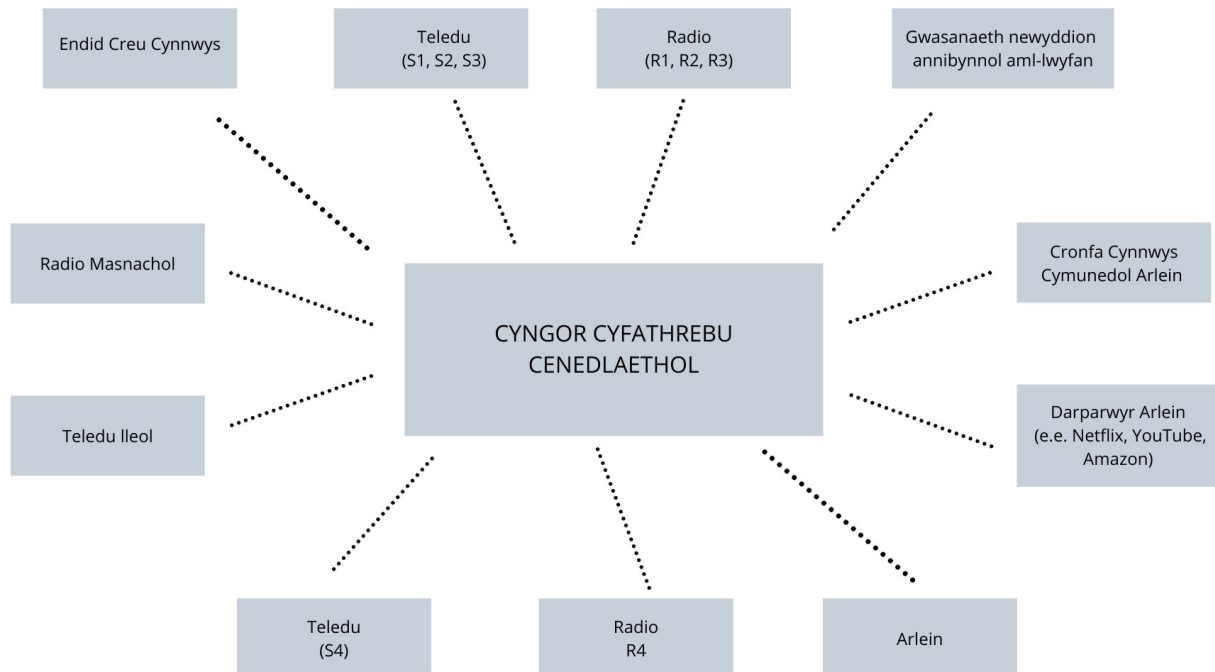 Endid Creu Cynnwys
Teledu
(S1, S2, S3)
Radio
(R1, R2, R3)
Gwasanaeth newyddion
annibynnol aml-lwyfan
Radio Masnachol
Cronfa Cynnwys
Cymunedol Arlein
CYNGOR CYFATHREBU
CENEDLAETHOL
Teledu lleol
Darparwyr Arlein
(e.e. Netflix, YouTube,
Amazon)
Teledu
(S4)
Radio
R4
Arlein